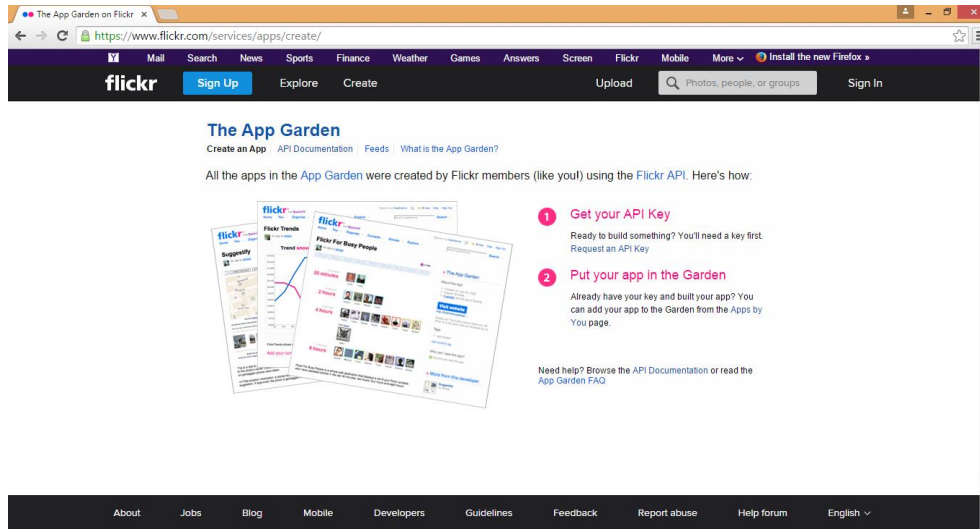 The App Garden on Flickr
https://www.flickr.com/services/apps/create/
Y Mail Search News Sports Finance Weather Games Answers Screen Flickr Mobile More Install the new Firefox »
flickr Sign Up Explore Create Upload Photos, people, or groups Sign In
The App Garden
Create an App API Documentation Feeds What is the App Garden?
All the apps in the App Garden were created by Flickr members (like you!) using the Flickr API. Here's how:
flickr
Suggestify
flickr
Flickr Trends
flickr
Flickr For Busy People
30 minutes
2 hours
4 hours
8 hours
» The App Garden
Visit website
» More from this developer
1 Get your API Key
Ready to build something? You'll need a key first.
Request an API Key
2 Put your app in the Garden
Already have your key and built your app? You
can add your app to the Garden from the Apps by
You page.
Need help? Browse the API Documentation or read the
App Garden FAQ
About Jobs Blog Mobile Developers Guidelines Feedback Report abuse Help forum English